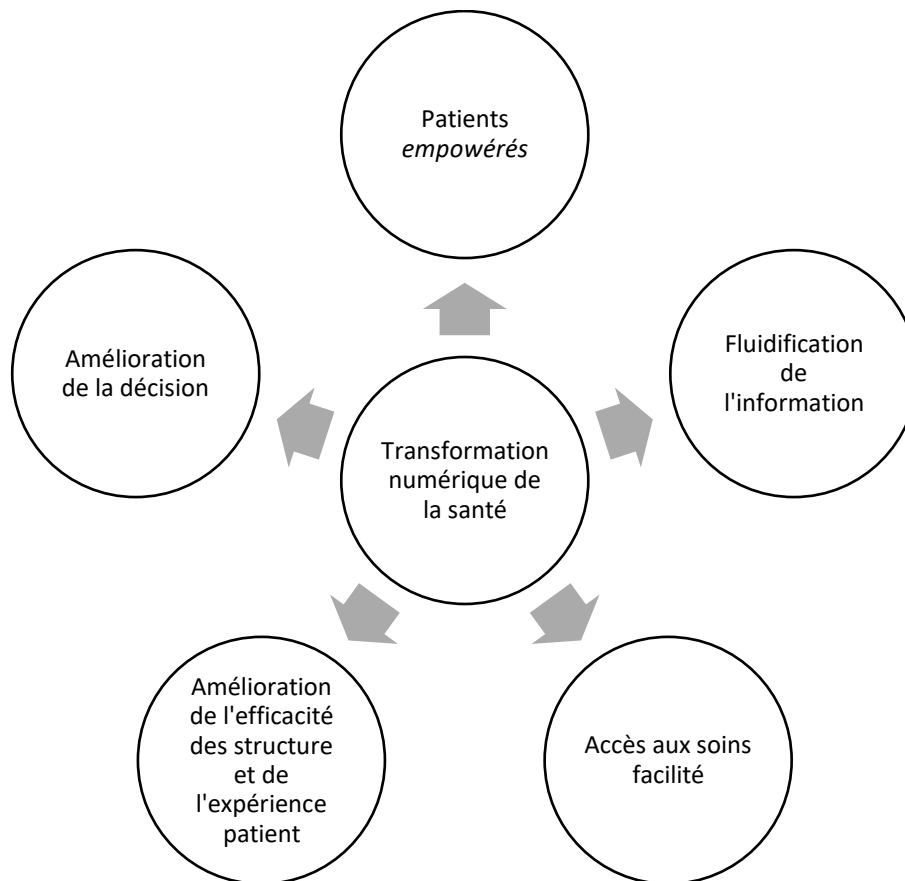 Patients
empowérés
Fluidification
de
l'information
Amélioration
de la décision
Transformation
numérique de
la santé
Amélioration
de l'efficacité
des structure
et de
l'expérience
patient
Accès aux soins
facilité